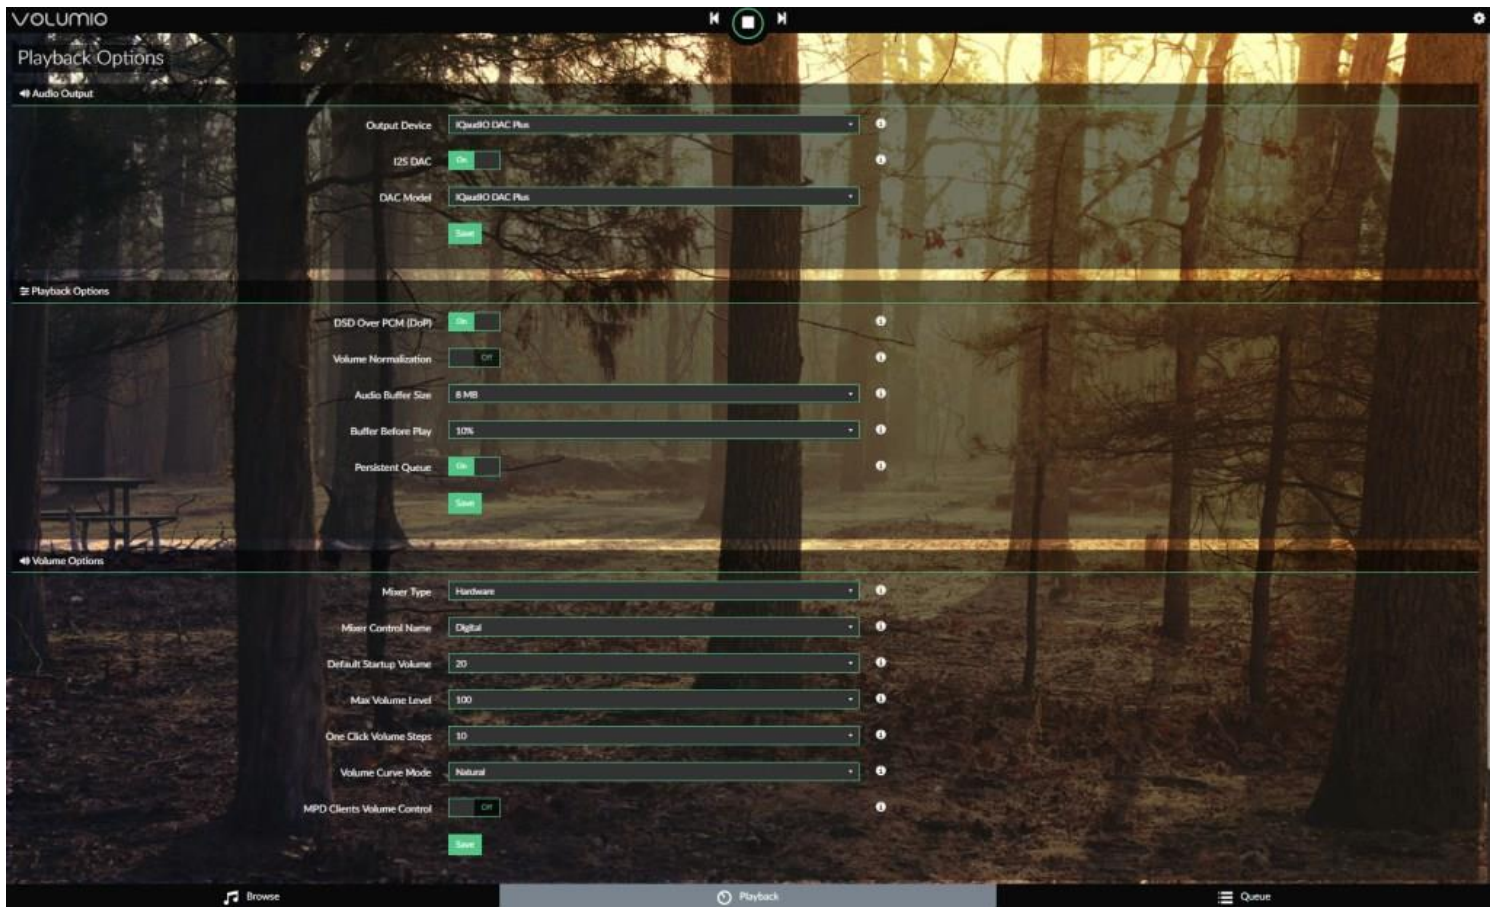 VOLUMIO
Playback Options
Audio Output
Output Device IQaudIO DAC Plus
I2S DAC On
DAC Model IQaudIO DAC Plus
Save
Playback Options
DSD Over PCM (DoP) On
Volume Normalization Off
Audio Buffer Size 8 MB
Buffer Before Play 10%
Persistent Queue On
Save
Volume Options
Mixer Type Hardware
Mixer Control Name Digital
Default Startup Volume 20
Max Volume Level 100
One Click Volume Steps 10
Volume Curve Mode Natural
MPD Clients Volume Control Off
Save
Browse Playback Queue